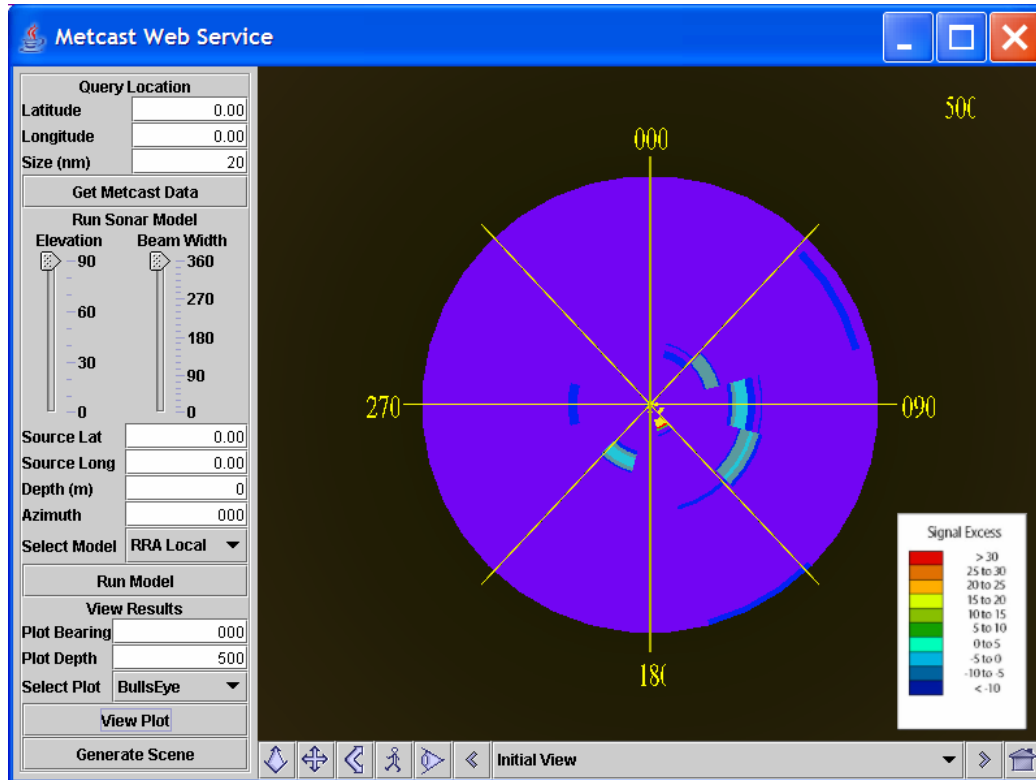 Metcast Web Service
Query Location
Latitude 0.00
Longitude 0.00
Size (nm) 20
Get Metcast Data
Run Sonar Model
Elevation Beam Width
90 360
270
60
180
30
90
0 0
Source Lat 0.00
Source Long 0.00
Depth (m) 0
Azimuth 000
Select Model RRA Local
Run Model
View Results
Plot Bearing 000
Plot Depth 500
Select Plot BullsEye
View Plot
Generate Scene
500
000
270
090
180
Signal Excess
> 30
25 to 30
20 to 25
15 to 20
10 to 15
5 to 10
0 to 5
-5 to 0
-10 to -5
< -10
Initial View